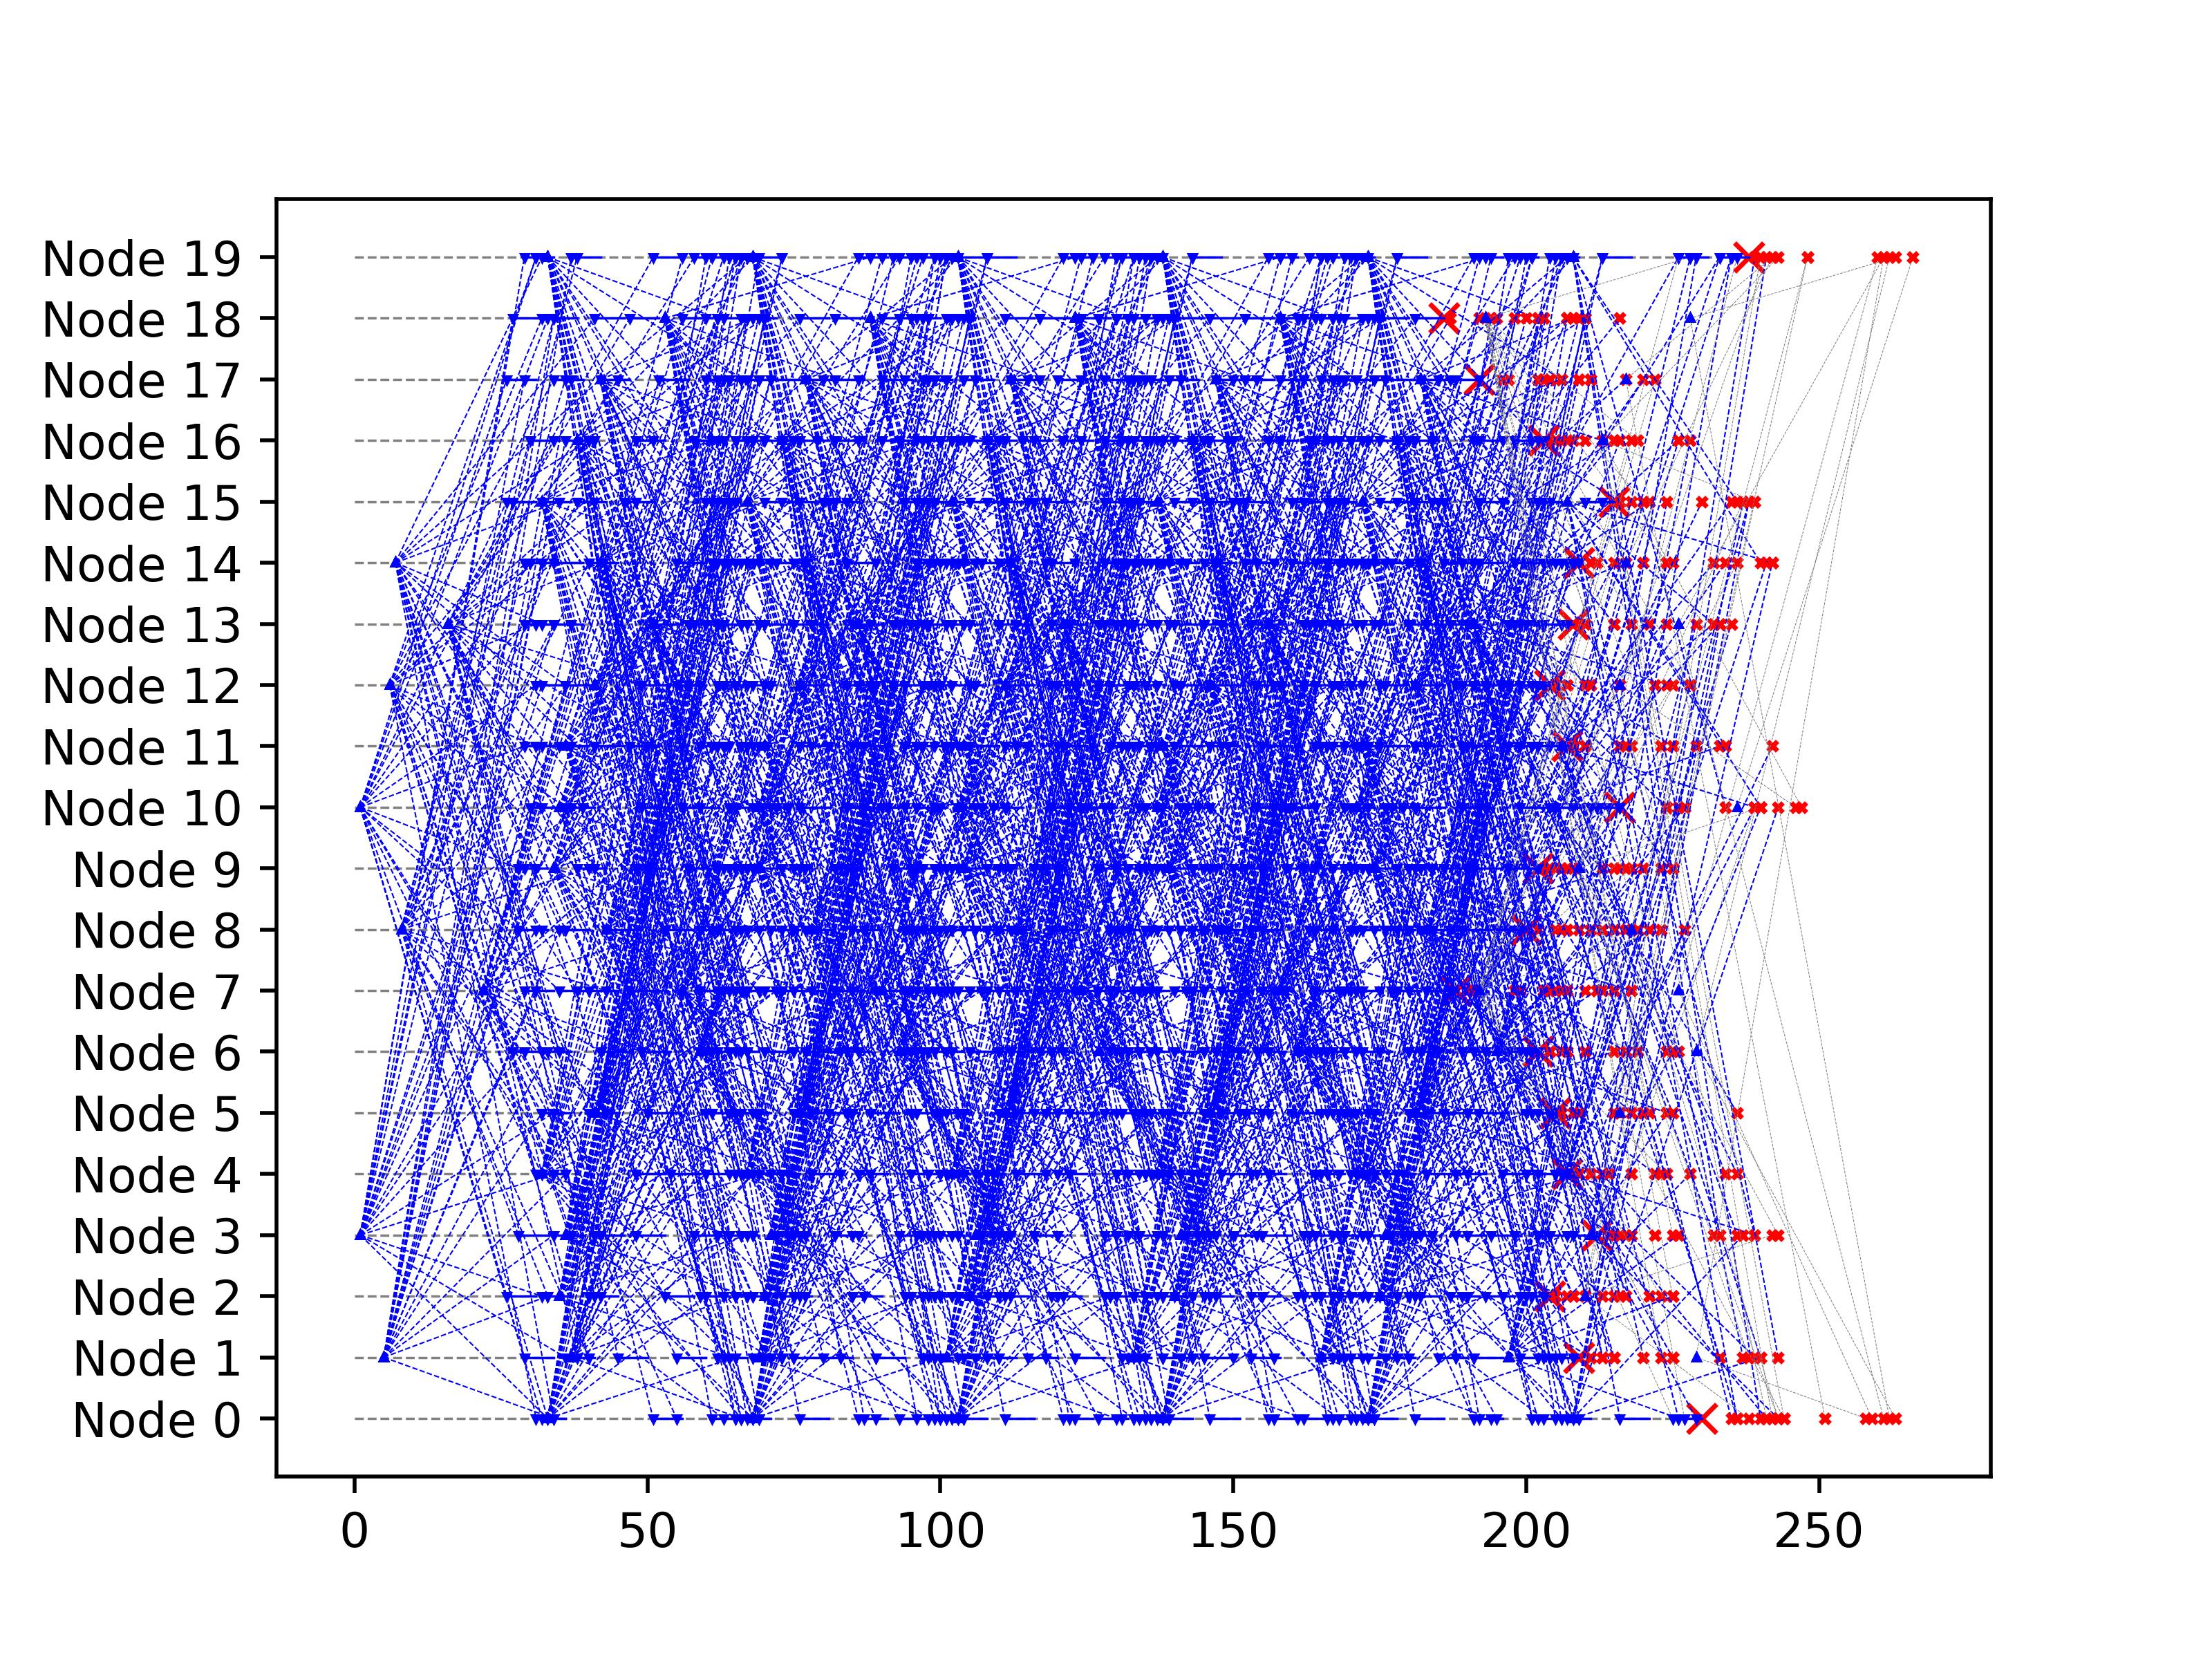 Node 19
Node 18
Node 17
Node 16
Node 15
Node 14
Node 13
Node 12
Node 11
Node 10
Node 9
Node 8
Node 7
Node 6
Node 5
Node 4
Node 3
Node 2
Node 1
Node 0
0 50 100 150 200 250